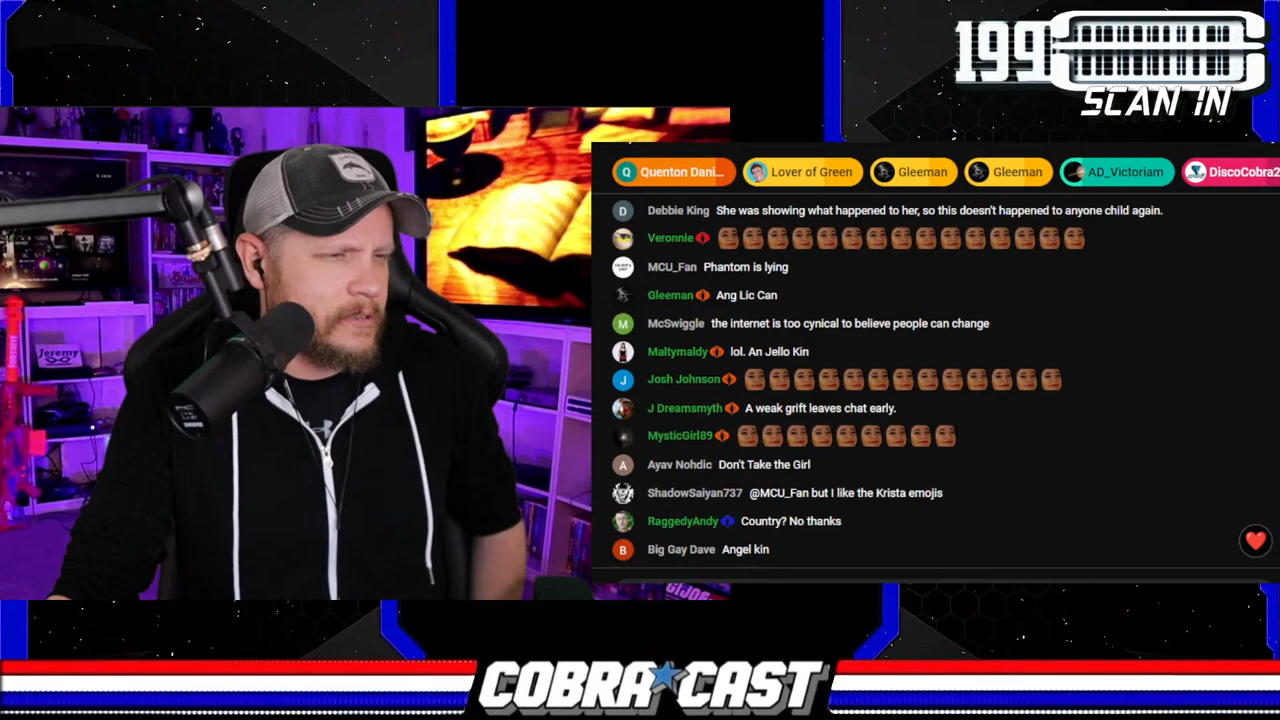 199
SCAN IN
Quenton Dani...
Lover of Green
Gleeman
Gleeman
AD_Victoriam
DiscoCobra2
D
Debbie King She was showing what happened to her, so this doesn't happened to anyone child again.
Veronnie
MCU_Fan Phantom is lying
Gleeman Ang Lic Can
M
McSwiggle the internet is too cynical to believe people can change
Maltymaldy lol. An Jello Kin
J
Josh Johnson
J Dreamsmyth A weak grift leaves chat early.
MysticGirl89
A
Ayav Nohdic Don't Take the Girl
ShadowSaiyan737 @MCU_Fan but I like the Krista emojis
RaggedyAndy Country? No thanks
B
Big Gay Dave Angel kin
Jeremy
GI JOE
COBRA CAST